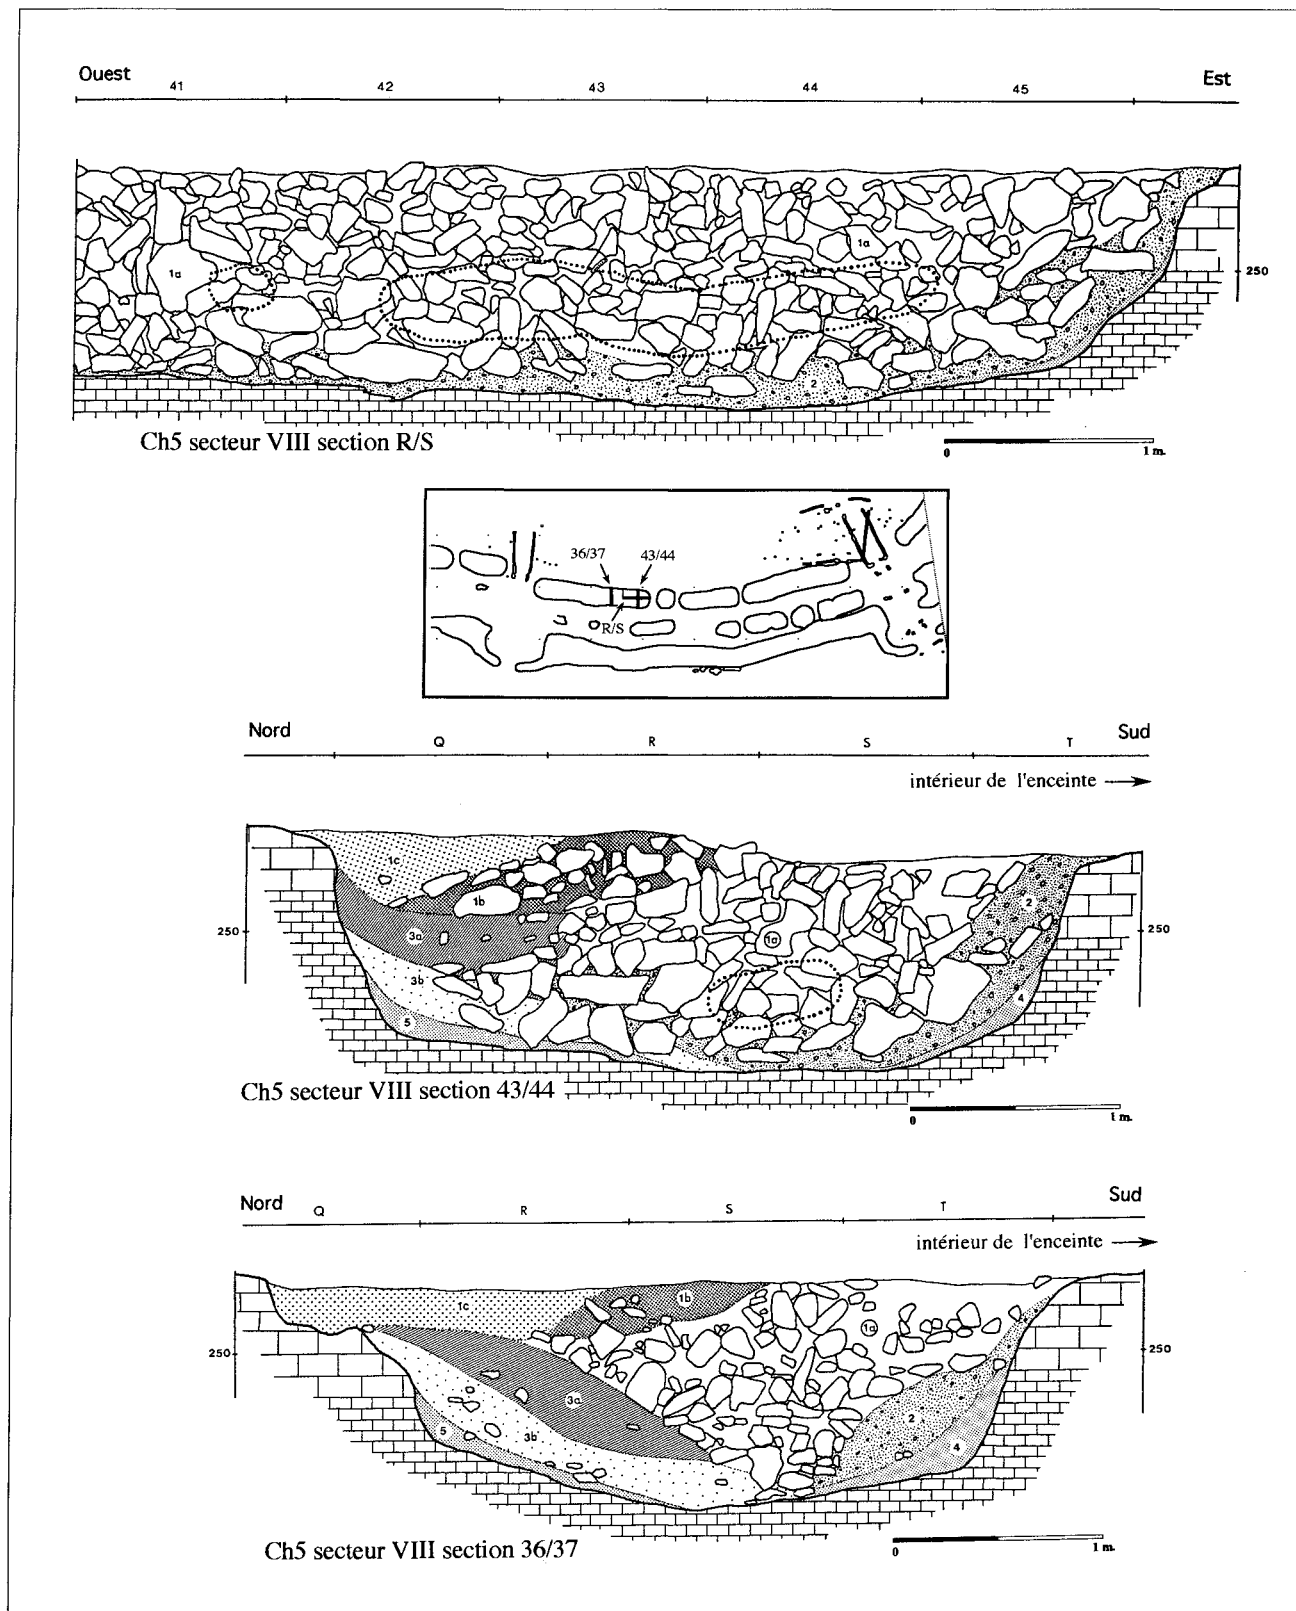 Ouest Est
41 42 43 44 45
1a
1a
250
2
Ch5 secteur VIII section R/S
0 1 m.
36/37 43/44
R/S
Nord Sud
Q R S T
intérieur de l'enceinte
1c
1b
2
250 3a 1a 250
3b
4
5
Ch5 secteur VIII section 43/44
0 1 m.
Nord Sud
Q R S T
intérieur de l'enceinte
1c 1b
1a
250 250
3a
2
5 3b 4
Ch5 secteur VIII section 36/37
0 1 m.